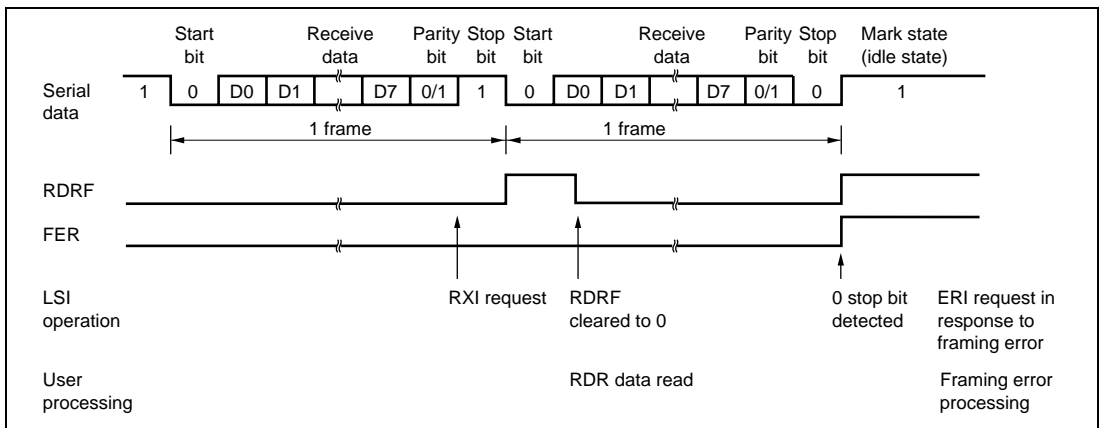 Start bit Receive data Parity bit Stop bit Start bit Receive data Parity bit Stop bit Mark state (idle state)
Serial data 1 0 D0 D1 D7 0/1 1 0 D0 D1 D7 0/1 0 1
1 frame 1 frame
RDRF
FER
LSI operation RXI request RDRF cleared to 0 0 stop bit detected ERI request in response to framing error
User processing RDR data read Framing error processing